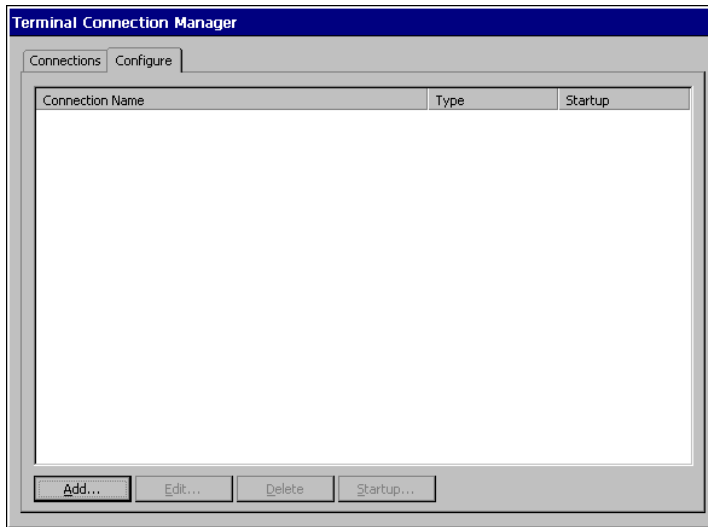 Terminal Connection Manager
Connections Configure
Connection Name Type Startup
Add... Edit... Delete Startup...